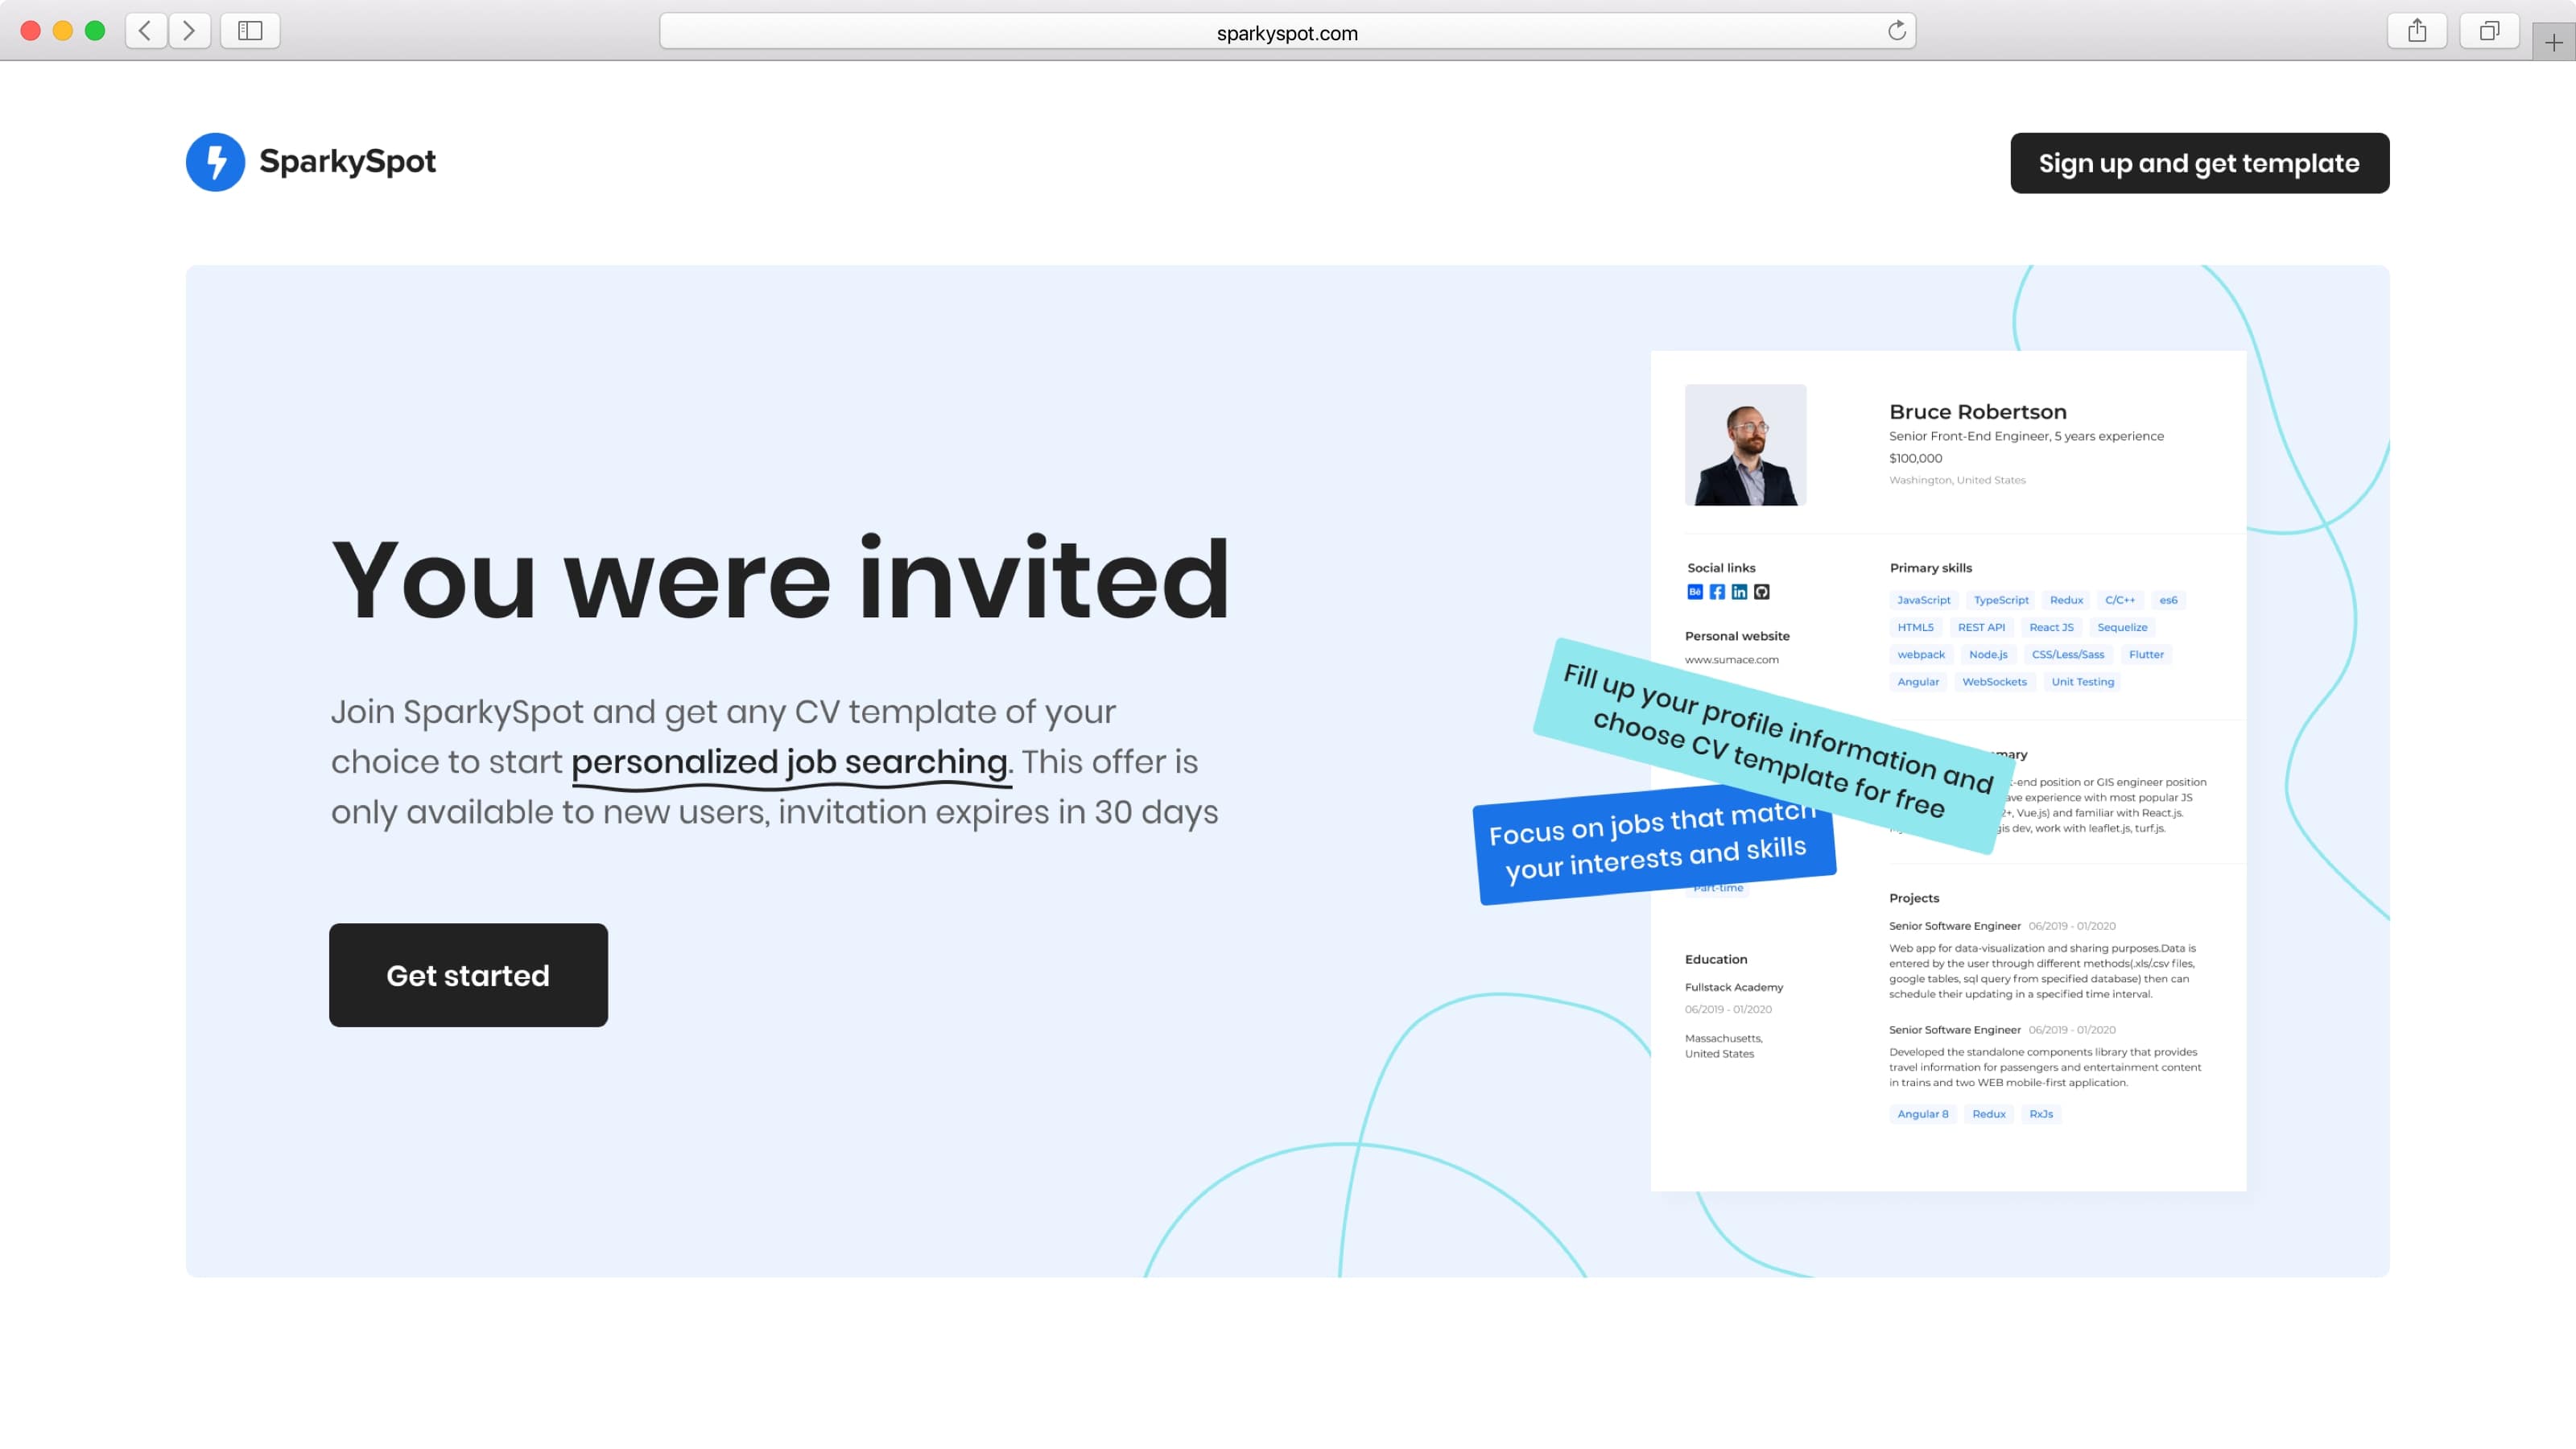 sparkyspot.com
SparkySpot
Sign up and get template
You were invited
Join SparkySpot and get any CV template of your
choice to start personalized job searching. This offer is
only available to new users, invitation expires in 30 days
Get started
Bruce Robertson
Senior Front-End Engineer, 5 years experience
$100,000
Washington, United States
Social links
Bē
Personal website
www.sumace.com
Primary skills
JavaScript TypeScript Redux C/C++ es6
HTML5 REST API React JS Sequelize
webpack Node.js CSS/Less/Sass Flutter
Angular WebSockets Unit Testing
Fill up your profile information and
choose CV template for free
Focus on jobs that match
your interests and skills
Part-time
-end position or GIS engineer position
experience with most popular JS
Vue.js) and familiar with React.js.
gis dev, work with leaflet.js, turf.js.
Education
Fullstack Academy
06/2019 - 01/2020
Massachusetts,
United States
Projects
Senior Software Engineer 06/2019 - 01/2020
Web app for data-visualization and sharing purposes.Data is
entered by the user through different methods(.xls/.csv files,
google tables, sql query from specified database) then can
schedule their updating in a specified time interval.
Senior Software Engineer 06/2019 - 01/2020
Developed the standalone components library that provides
travel information for passengers and entertainment content
in trains and two WEB mobile-first application.
Angular 8 Redux RxJs